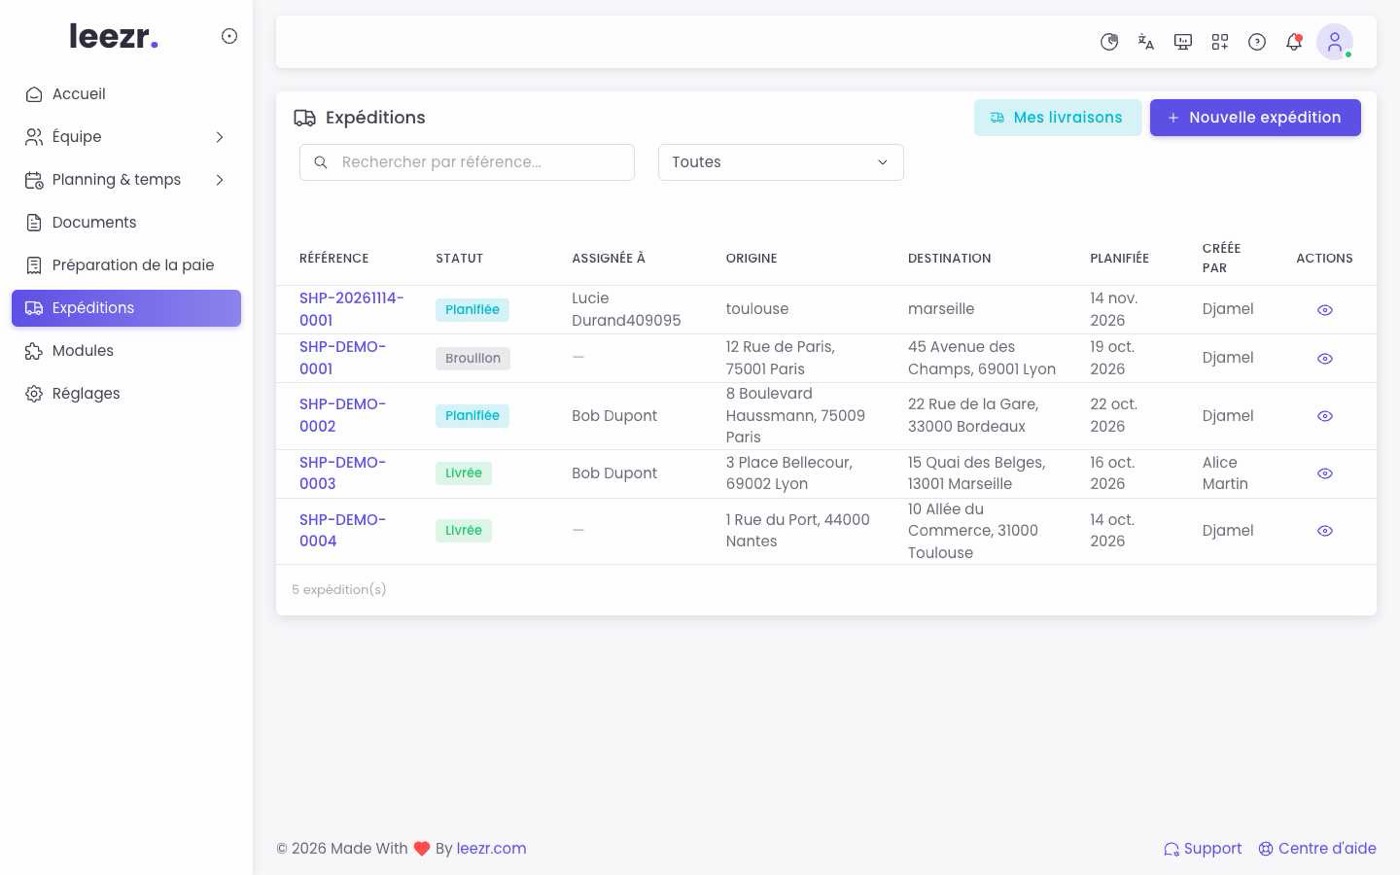 leezr.
Accueil
Équipe
Planning & temps
Documents
Préparation de la paie
Expéditions
Modules
Réglages
Expéditions
Mes livraisons
+ Nouvelle expédition
Rechercher par référence...
Toutes
RÉFÉRENCE STATUT ASSIGNÉE À ORIGINE DESTINATION PLANIFIÉE CRÉÉE PAR ACTIONS
SHP-20261114-0001 Planifiée Lucie Durand409095 toulouse marseille 14 nov. 2026 Djamel
SHP-DEMO-0001 Brouillon — 12 Rue de Paris, 75001 Paris 45 Avenue des Champs, 69001 Lyon 19 oct. 2026 Djamel
SHP-DEMO-0002 Planifiée Bob Dupont 8 Boulevard Haussmann, 75009 Paris 22 Rue de la Gare, 33000 Bordeaux 22 oct. 2026 Djamel
SHP-DEMO-0003 Livrée Bob Dupont 3 Place Bellecour, 69002 Lyon 15 Quai des Belges, 13001 Marseille 16 oct. 2026 Alice Martin
SHP-DEMO-0004 Livrée — 1 Rue du Port, 44000 Nantes 10 Allée du Commerce, 31000 Toulouse 14 oct. 2026 Djamel
5 expédition(s)
© 2026 Made With ❤ By leezr.com
Support
Centre d'aide